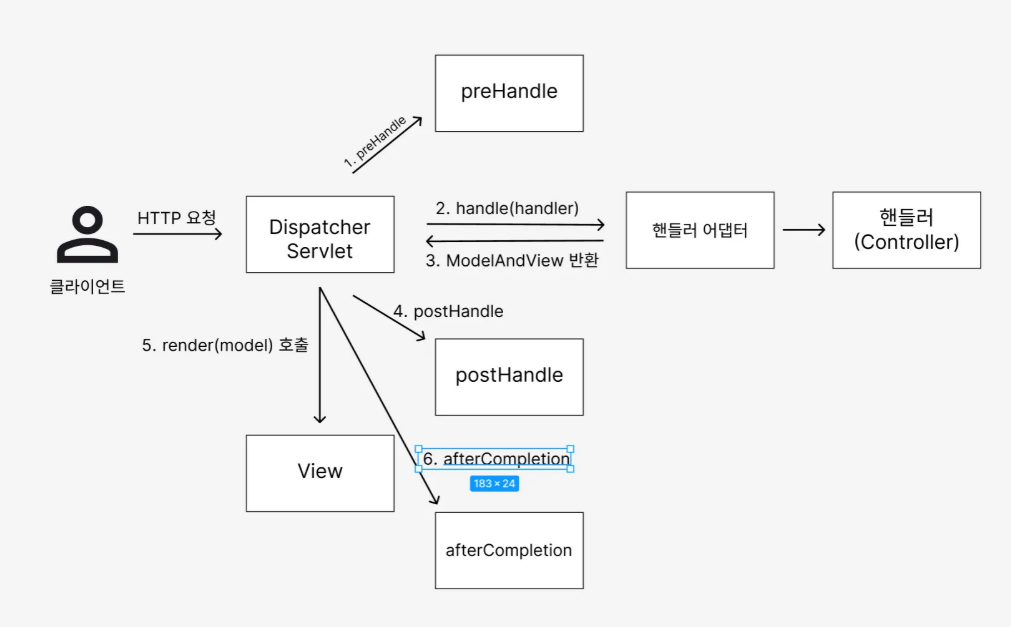 preHandle
1. preHandle
HTTP 요청
클라이언트
Dispatcher
Servlet
2. handle(handler)
3. ModelAndView 반환
핸들러 어댑터
핸들러
(Controller)
4. postHandle
5. render(model) 호출
postHandle
View
6. afterCompletion
183 × 24
afterCompletion